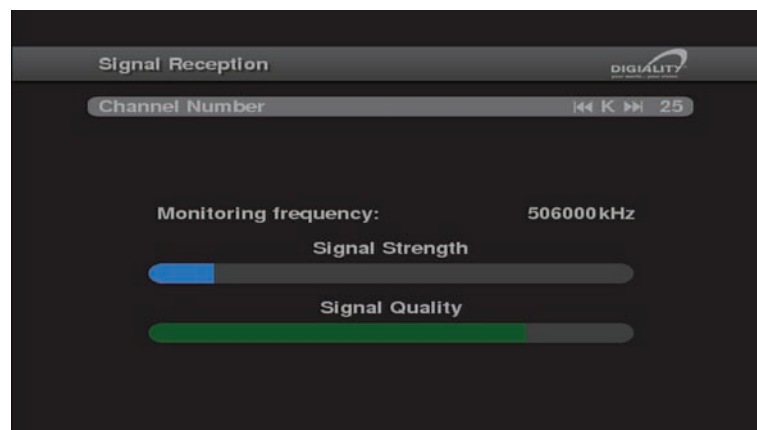 Signal Reception
DIGIALITY
Channel Number K 25
Monitoring frequency: 506000 kHz
Signal Strength
Signal Quality